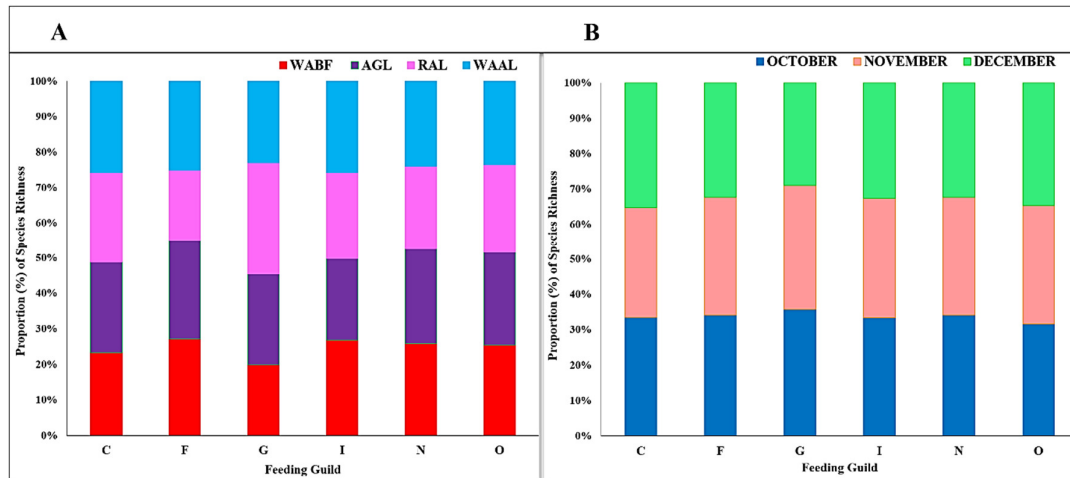 A
WABF AGL RAL WAAL
100%
90%
80%
70%
60%
50%
40%
30%
20%
10%
0%
Proportion (%) of Species Richness
C F G I N O
Feeding Guild
B
OCTOBER NOVEMBER DECEMBER
100%
90%
80%
70%
60%
50%
40%
30%
20%
10%
0%
Proportion (%) of Species Richness
C F G I N O
Feeding Guild